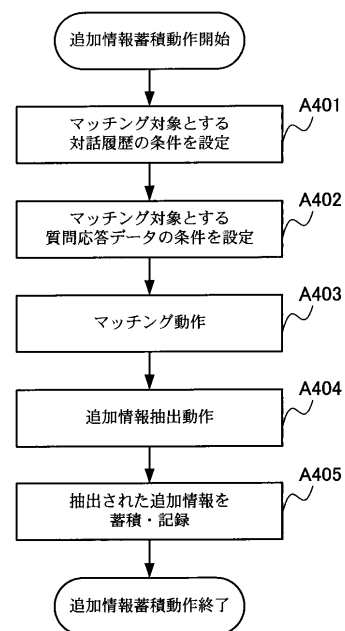 追加情報蓄積動作開始
A401
マッチング対象とする
対話履歴の条件を設定
A402
マッチング対象とする
質問応答データの条件を設定
A403
マッチング動作
A404
追加情報抽出動作
A405
抽出された追加情報を
蓄積・記録
追加情報蓄積動作終了